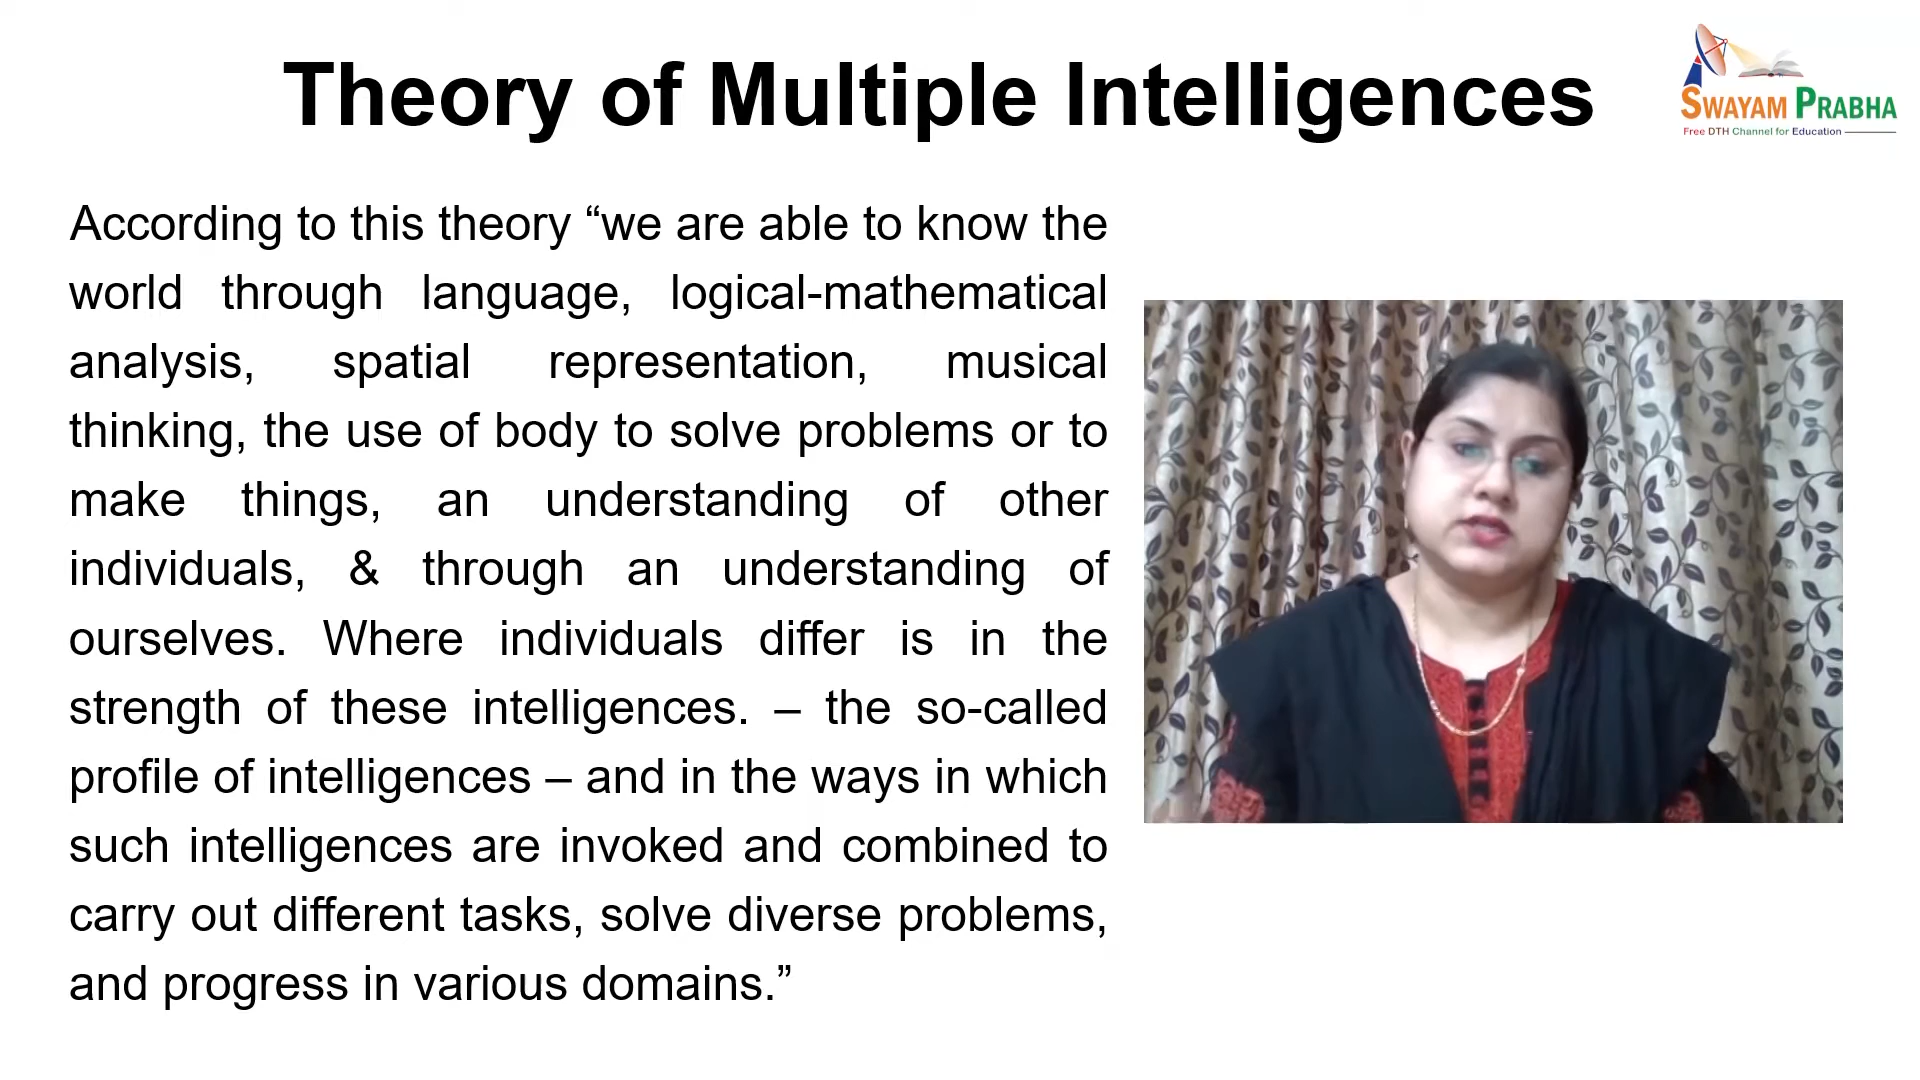 Theory of Multiple Intelligences
SWAYAM PRABHA
Free DTH Channel for Education
According to this theory “we are able to know the
world through language, logical-mathematical
analysis, spatial representation, musical
thinking, the use of body to solve problems or to
make things, an understanding of other
individuals, & through an understanding of
ourselves. Where individuals differ is in the
strength of these intelligences. – the so-called
profile of intelligences – and in the ways in which
such intelligences are invoked and combined to
carry out different tasks, solve diverse problems,
and progress in various domains.”